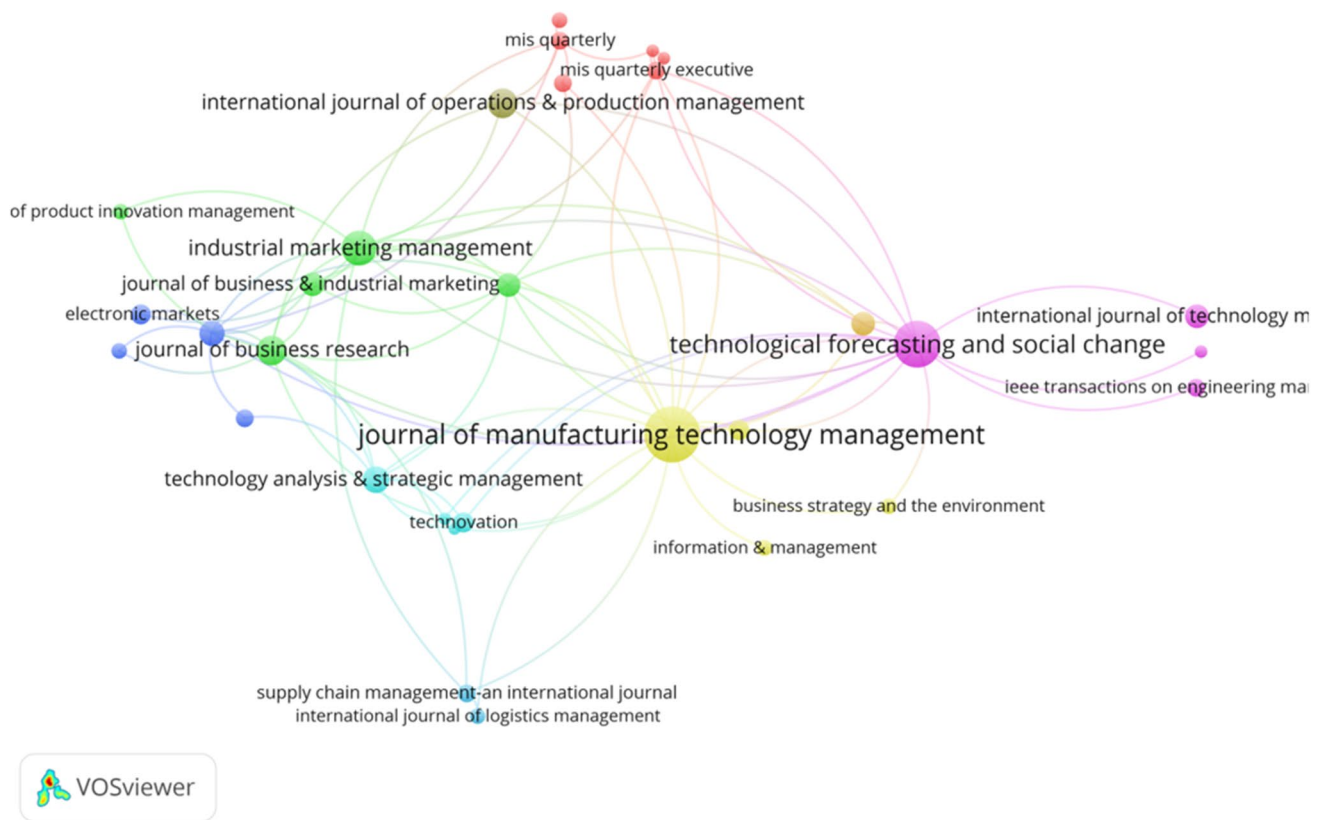 mis quarterly
mis quarterly executive
international journal of operations & production management
of product innovation management
industrial marketing management
journal of business & industrial marketing
electronic markets
international journal of technology m
technological forecasting and social change
journal of business research
ieee transactions on engineering ma
journal of manufacturing technology management
technology analysis & strategic management
business strategy and the environment
technovation
information & management
supply chain management-an international journal
international journal of logistics management
VOSviewer